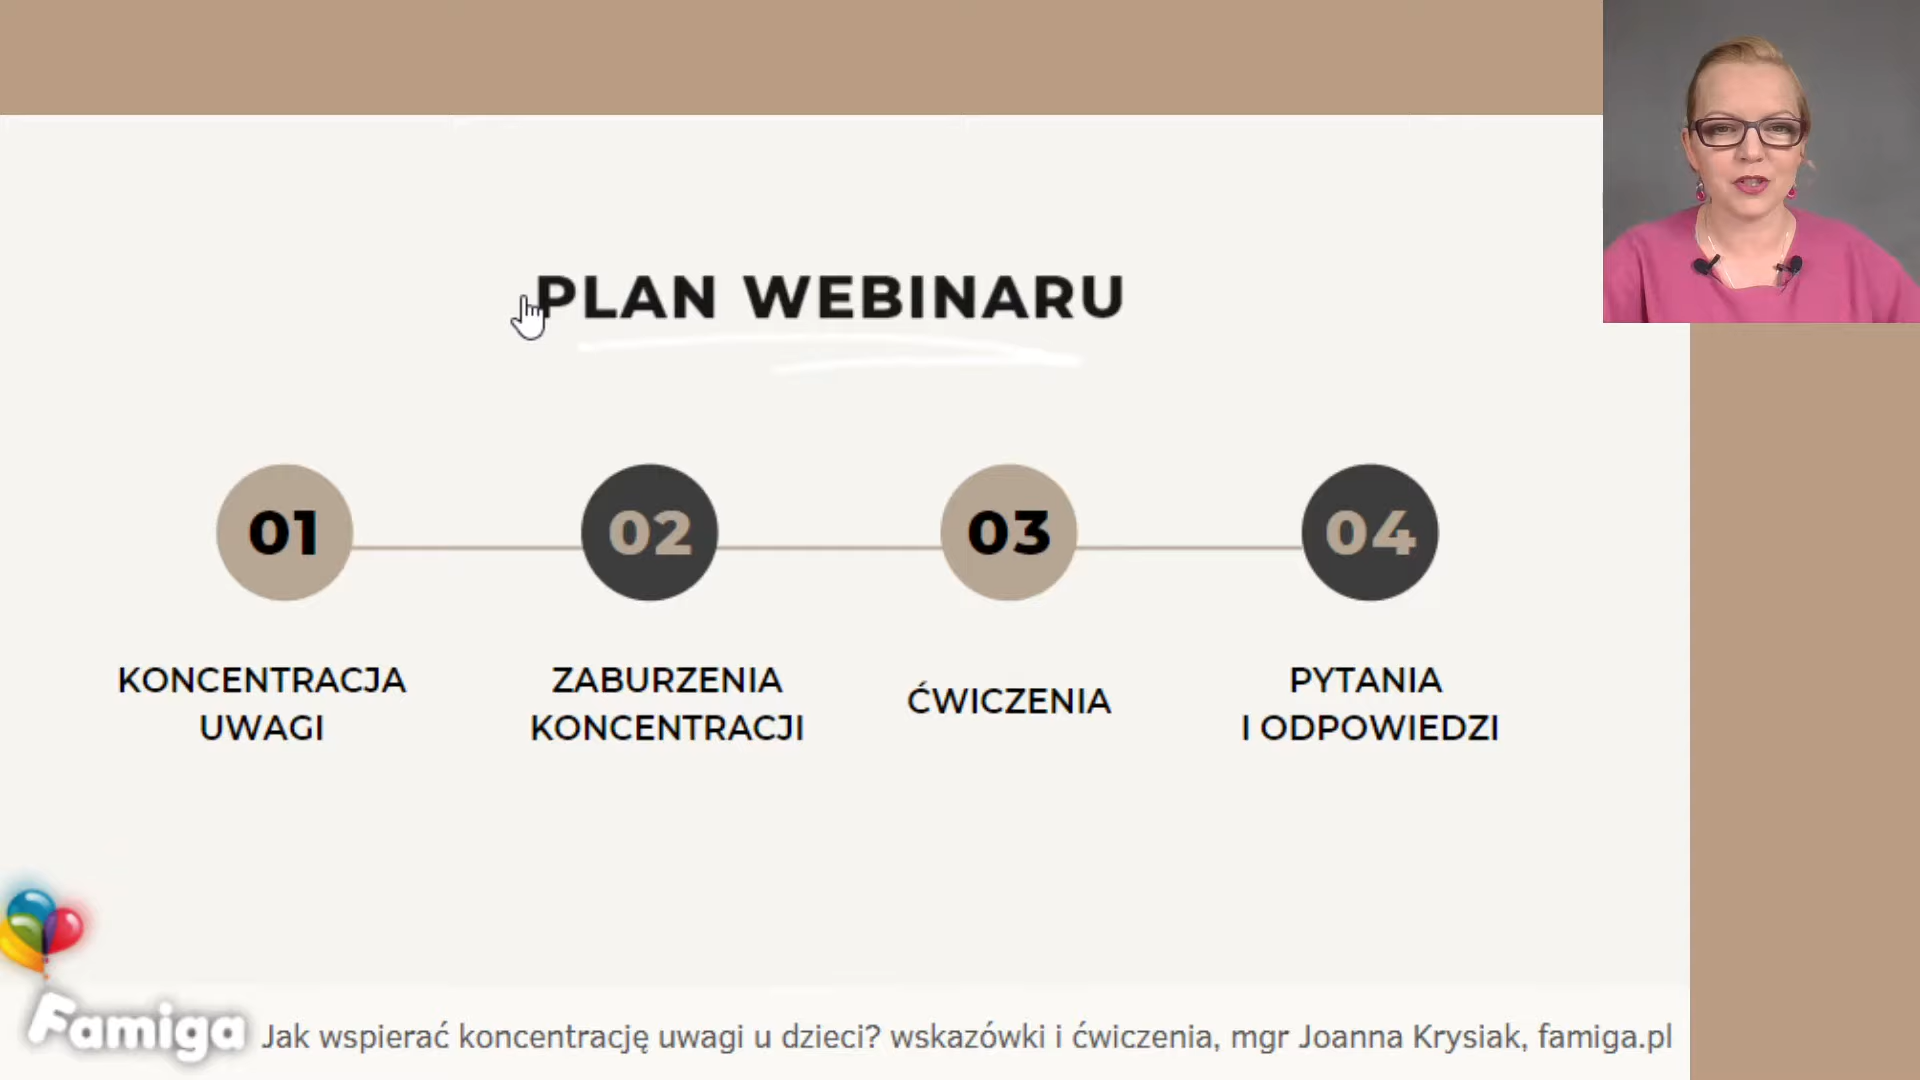 PLAN WEBINARU
01
02
03
04
KONCENTRACJA
UWAGI
ZABURZENIA
KONCENTRACJI
ĆWICZENIA
PYTANIA
I ODPOWIEDZI
Famiga
Jak wspierać koncentrację uwagi u dzieci? wskazówki i ćwiczenia, mgr Joanna Krysiak, famiga.pl